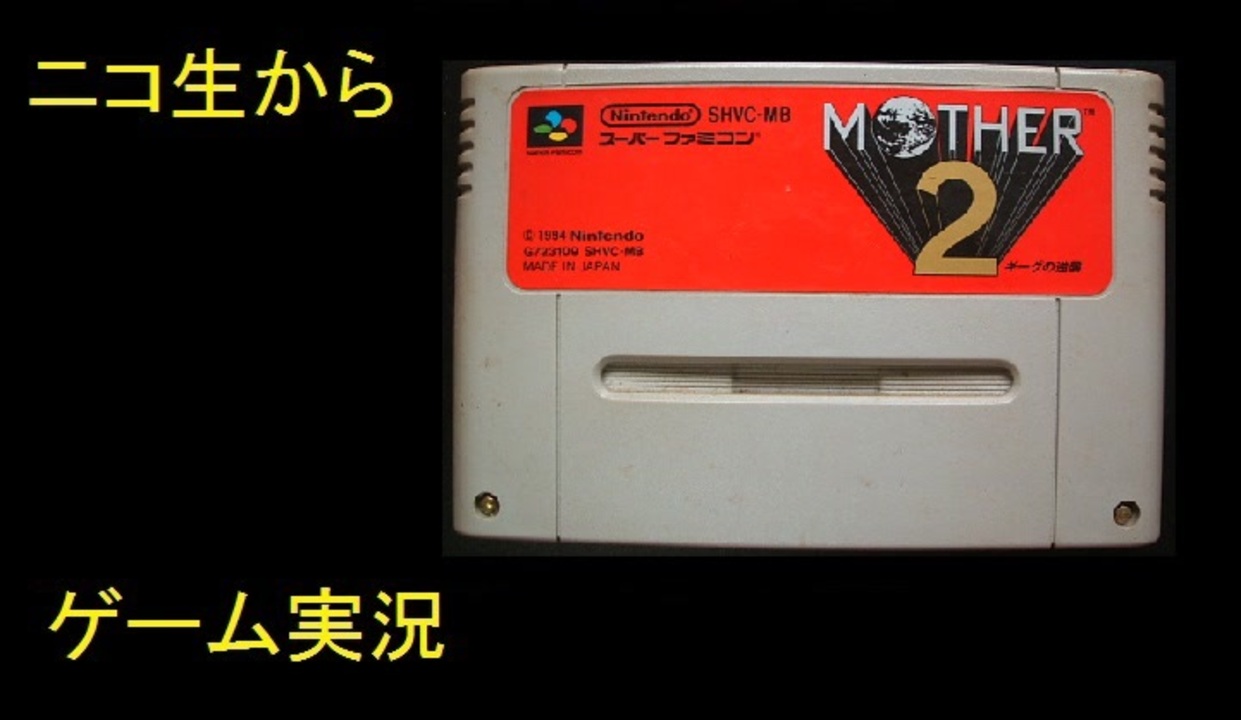 ニコ生から
Nintendo SHVC-MB
スーパーファミコン
MOTHER
2
ギーグの逆襲
© 1994 Nintendo
G723109 SHVC-MB
MADE IN JAPAN
ゲーム実況